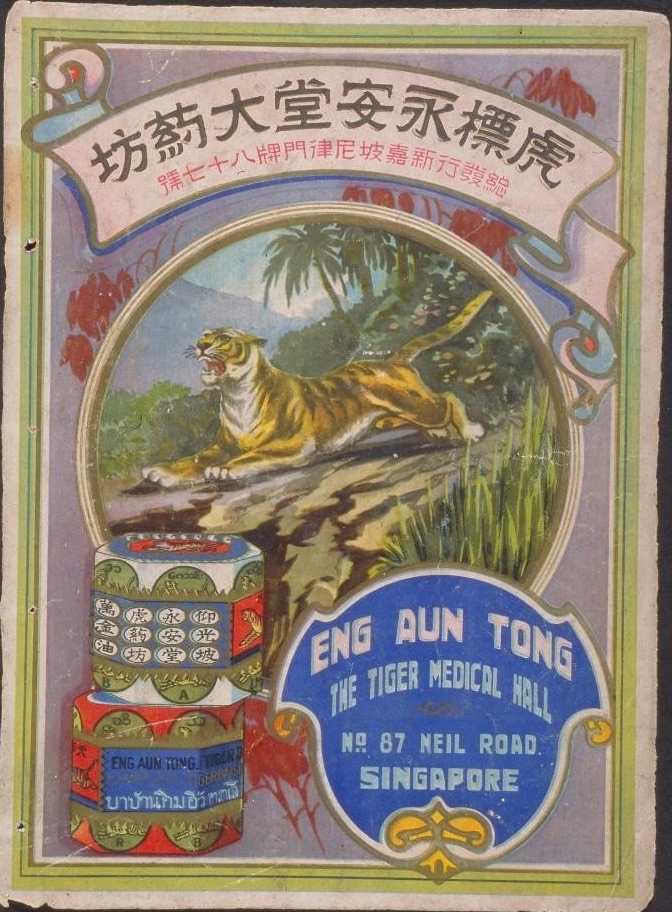 虎標永安堂大葯坊
總發行新嘉坡尼律門牌八十七號
仰光坡
永安堂
虎葯坊
萬金油
B A
ENG AUN TONG. TIGER
R B
ENG AUN TONG
THE TIGER MEDICAL HALL
Nº 87 NEIL ROAD.
SINGAPORE